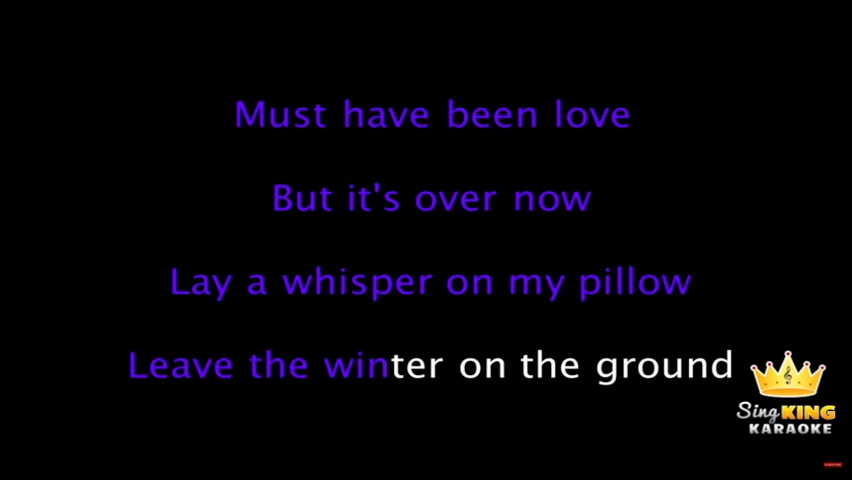 Must have been love
But it's over now
Lay a whisper on my pillow
Leave the winter on the ground
Sing KING
KARAOKE